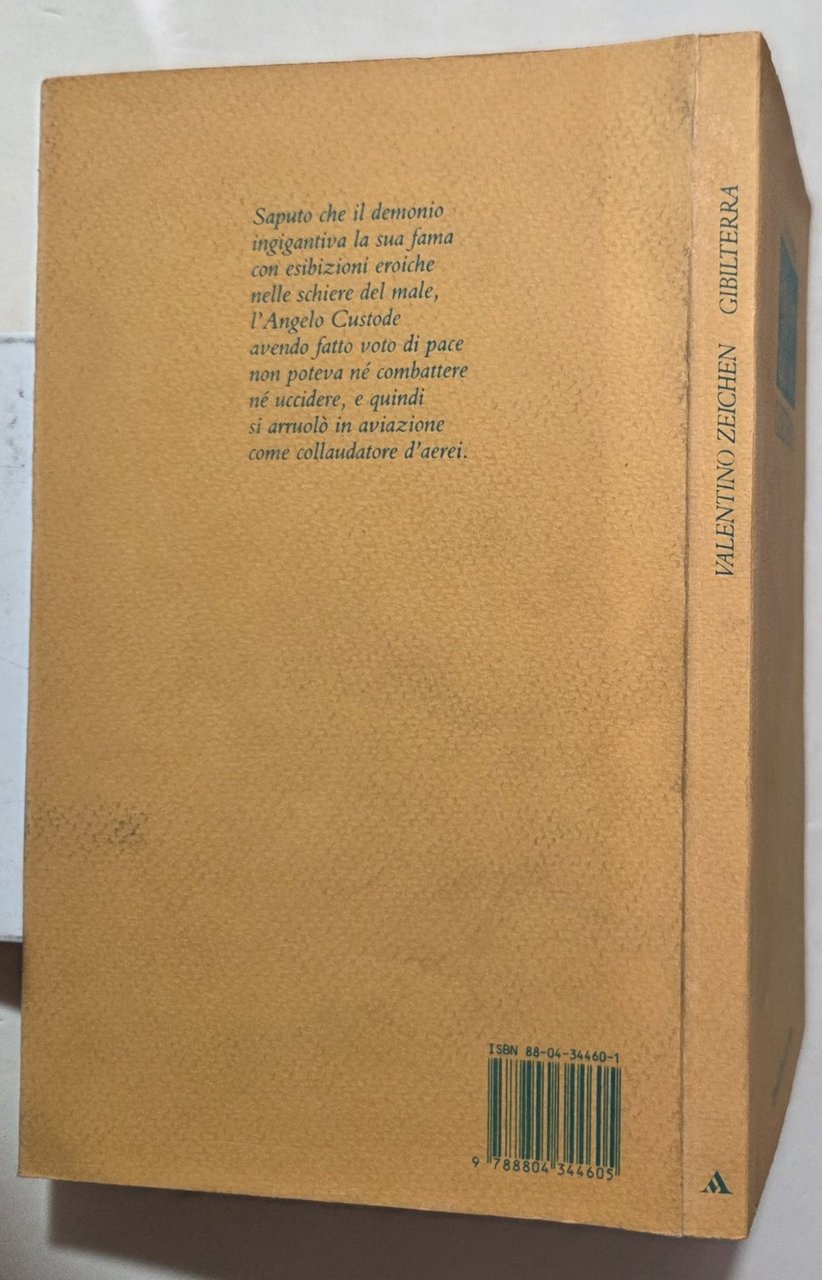 Saputo che il demonio
ingigantiva la sua fama
con esibizioni eroiche
nelle schiere del male,
l'Angelo Custode
avendo fatto voto di pace
non poteva né combattere
né uccidere, e quindi
si arruolò in aviazione
come collaudatore d'aerei.
VALENTINO ZEICHEN GIBILTERRA
ISBN 88-04-34460-1
9 788804 344605